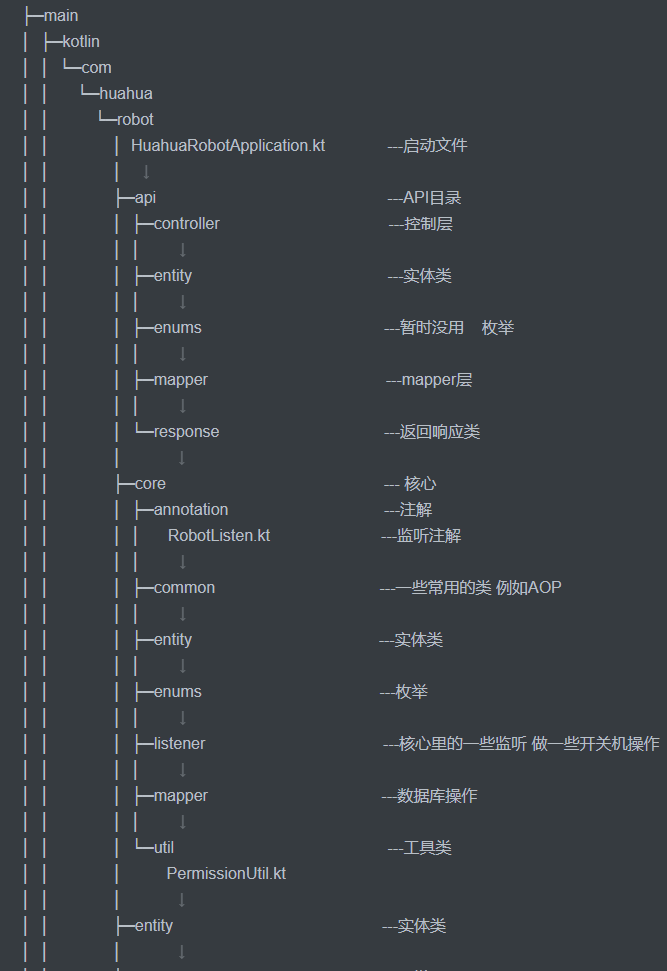 ├─main
│ ├─kotlin
│ │ └─com
│ │ └─huahua
│ │ └─robot
│ │ │ HuahuaRobotApplication.kt ---启动文件
│ │ │ ↓
│ │ ├─api ---API目录
│ │ │ ├─controller ---控制层
│ │ │ │ ↓
│ │ │ ├─entity ---实体类
│ │ │ │ ↓
│ │ │ ├─enums ---暂时没用 枚举
│ │ │ │ ↓
│ │ │ ├─mapper ---mapper层
│ │ │ │ ↓
│ │ │ └─response ---返回响应类
│ │ │ ↓
│ │ ├─core --- 核心
│ │ │ ├─annotation ---注解
│ │ │ │ RobotListen.kt ---监听注解
│ │ │ │ ↓
│ │ │ ├─common ---一些常用的类 例如AOP
│ │ │ │ ↓
│ │ │ ├─entity ---实体类
│ │ │ │ ↓
│ │ │ ├─enums ---枚举
│ │ │ │ ↓
│ │ │ ├─listener ---核心里的一些监听 做一些开关机操作
│ │ │ │ ↓
│ │ │ ├─mapper ---数据库操作
│ │ │ │ ↓
│ │ │ └─util ---工具类
│ │ │ PermissionUtil.kt
│ │ │ ↓
│ │ ├─entity ---实体类
│ │ │ ↓